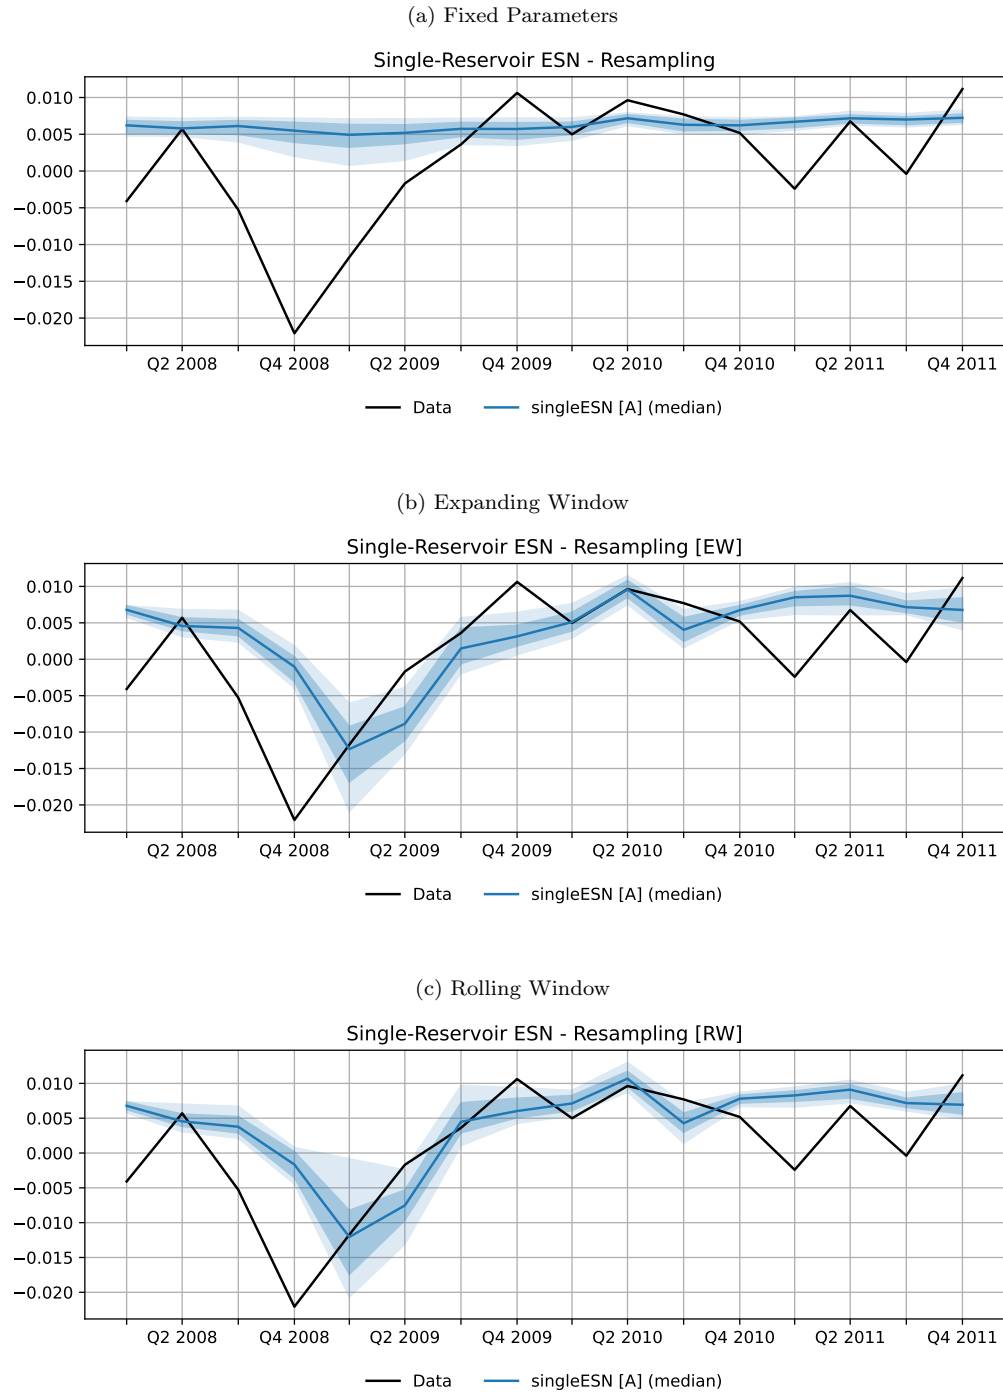 (a) Fixed Parameters
Single-Reservoir ESN - Resampling
0.010
0.005
0.000
−0.005
−0.010
−0.015
−0.020
Q2 2008 Q4 2008 Q2 2009 Q4 2009 Q2 2010 Q4 2010 Q2 2011 Q4 2011
Data singleESN [A] (median)
(b) Expanding Window
Single-Reservoir ESN - Resampling [EW]
0.010
0.005
0.000
−0.005
−0.010
−0.015
−0.020
Q2 2008 Q4 2008 Q2 2009 Q4 2009 Q2 2010 Q4 2010 Q2 2011 Q4 2011
Data singleESN [A] (median)
(c) Rolling Window
Single-Reservoir ESN - Resampling [RW]
0.010
0.005
0.000
−0.005
−0.010
−0.015
−0.020
Q2 2008 Q4 2008 Q2 2009 Q4 2009 Q2 2010 Q4 2010 Q2 2011 Q4 2011
Data singleESN [A] (median)